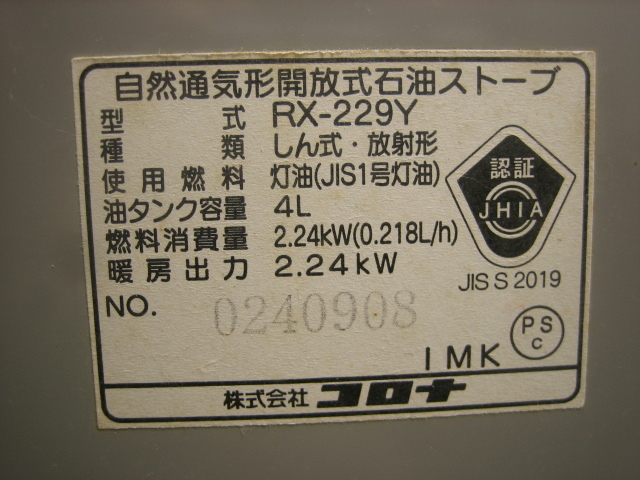 自然通気形開放式石油ストーブ
型式 RX-229Y
種類 しん式・放射形
使用燃料 灯油(JIS1号灯油)
油タンク容量 4L
燃料消費量 2.24kW(0.218L/h)
暖房出力 2.24kW
認証
JHIA
JIS S 2019
NO. 0240908
PS
C
IMK
株式会社 コロナ